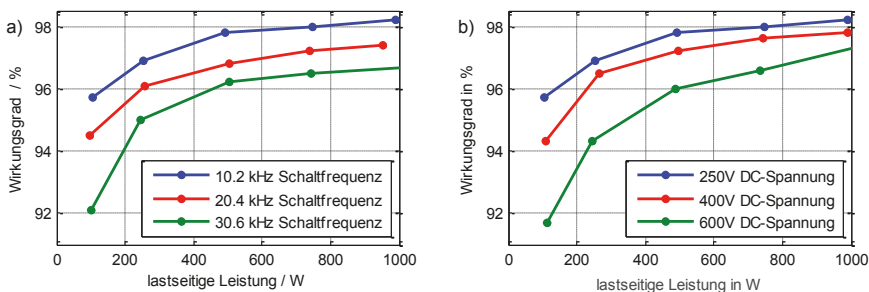 a)
Wirkungsgrad / %
98
96
94
92
10.2 kHz Schaltfrequenz
20.4 kHz Schaltfrequenz
30.6 kHz Schaltfrequenz
0 200 400 600 800 1000
lastseitige Leistung / W
b)
Wirkungsgrad in %
98
96
94
92
250V DC-Spannung
400V DC-Spannung
600V DC-Spannung
0 200 400 600 800 1000
lastseitige Leistung in W